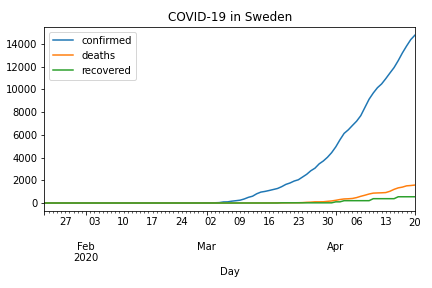 COVID-19 in Sweden
confirmed
deaths
recovered
14000
12000
10000
8000
6000
4000
2000
0
27 03 10 17 24 02 09 16 23 30 06 13 20
Feb Mar Apr
2020
Day